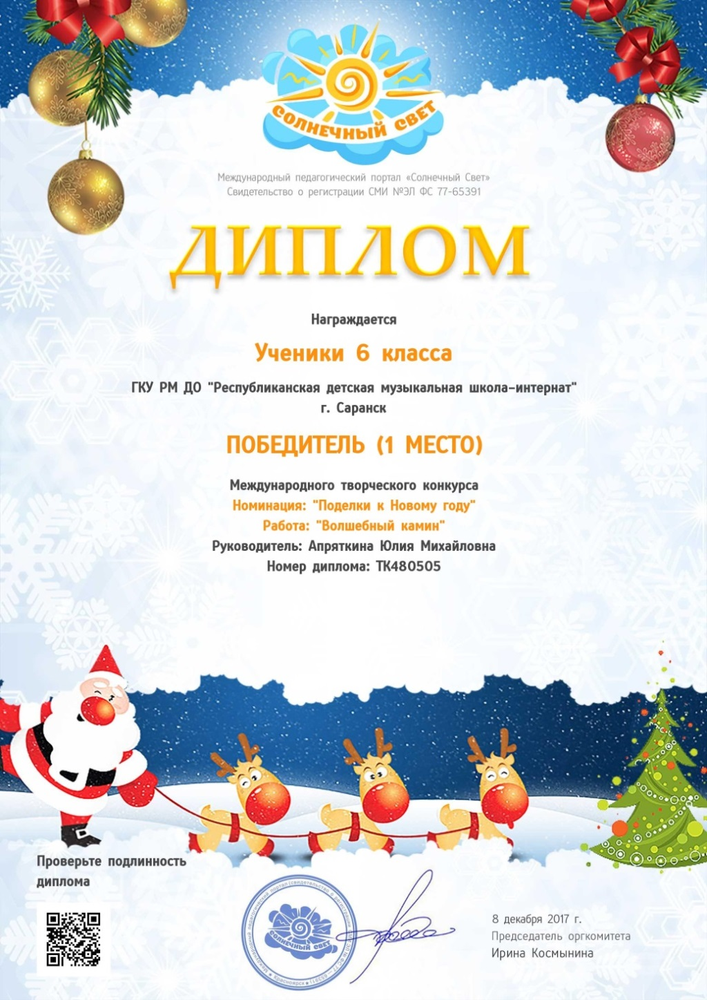 СОЛНЕЧНЫЙ СВЕТ
Международный педагогический портал «Солнечный Свет»
Свидетельство о регистрации СМИ №ЭЛ ФС 77-65391
ДИПЛОМ
Награждается
Ученики 6 класса
ГКУ РМ ДО "Республиканская детская музыкальная школа-интернат"
г. Саранск
ПОБЕДИТЕЛЬ (1 МЕСТО)
Международного творческого конкурса
Номинация: "Поделки к Новому году"
Работа: "Волшебный камин"
Руководитель: Апряткина Юлия Михайловна
Номер диплома: ТК480505
Проверьте подлинность
диплома
СОЛНЕЧНЫЙ СВЕТ
8 декабря 2017 г.
Председатель оргкомитета
Ирина Космынина